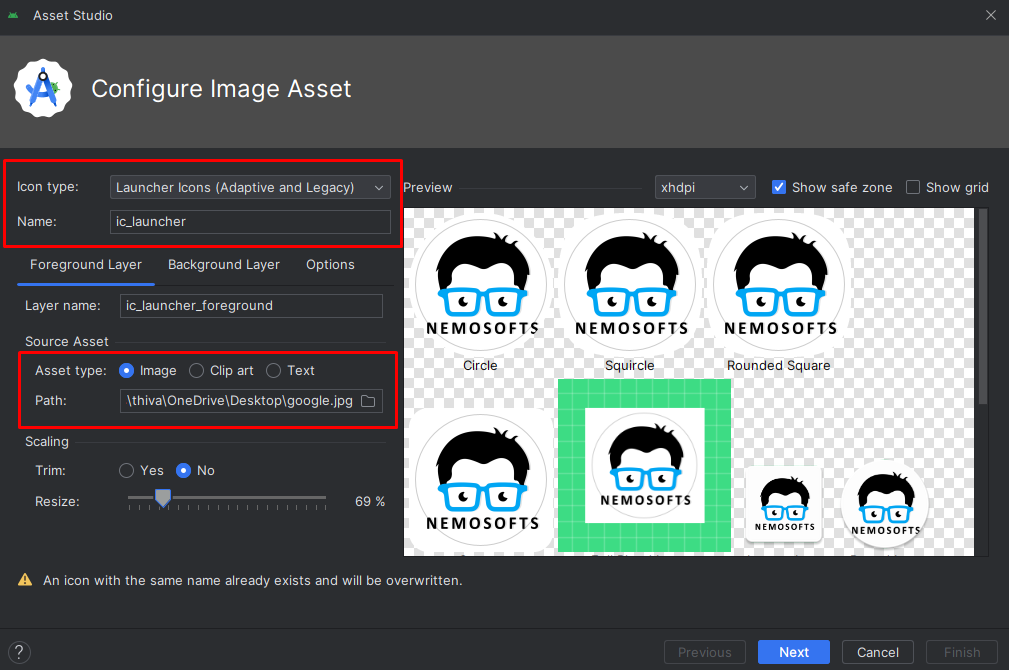 Asset Studio
Configure Image Asset
Icon type: Launcher Icons (Adaptive and Legacy)
Name: ic_launcher
Foreground Layer Background Layer Options
Layer name: ic_launcher_foreground
Source Asset
Asset type: Image Clip art Text
Path: \thiva\OneDrive\Desktop\google.jpg
Scaling
Trim: Yes No
Resize: 69 %
Preview xhdpi Show safe zone Show grid
NEMOSOFTS NEMOSOFTS NEMOSOFTS
Circle Squircle Rounded Square
NEMOSOFTS NEMOSOFTS NEMOSOFTS NEMOSOFTS
An icon with the same name already exists and will be overwritten.
? Previous Next Cancel Finish